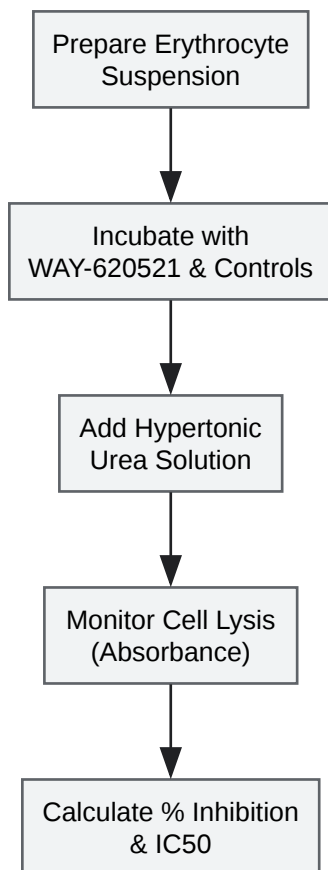 Prepare Erythrocyte
Suspension
Incubate with
WAY-620521 & Controls
Add Hypertonic
Urea Solution
Monitor Cell Lysis
(Absorbance)
Calculate % Inhibition
& IC50